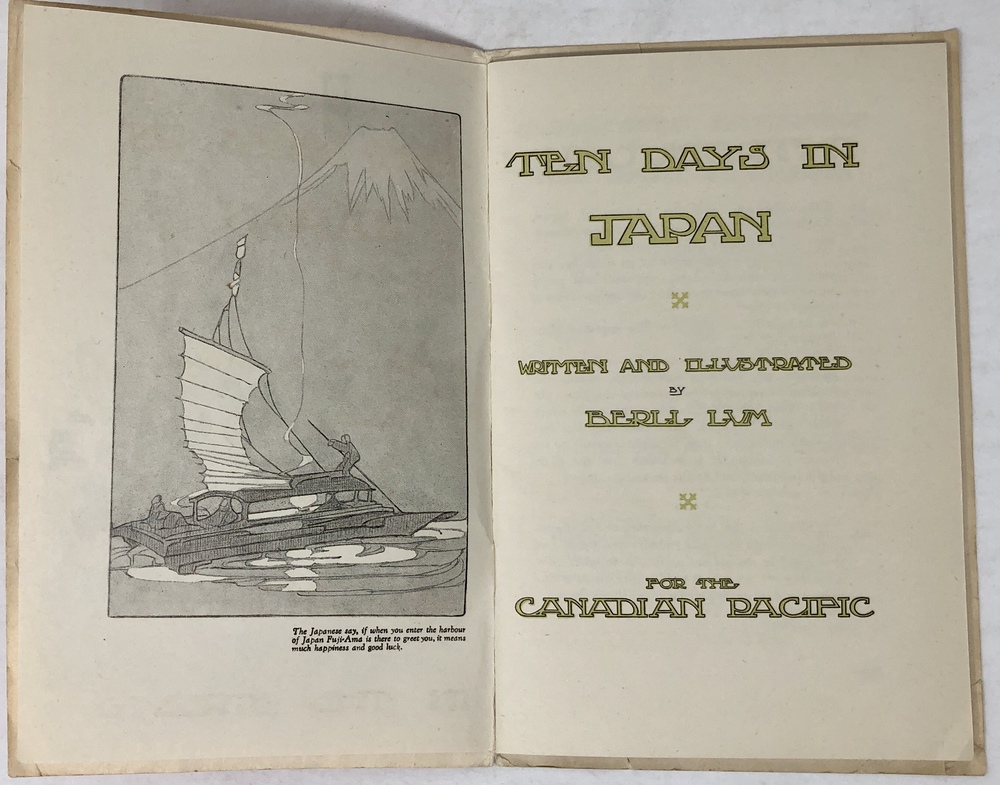 The Japanese say, if when you enter the harbour
of Japan Fuji-Ama is there to greet you, it means
much happiness and good luck.
TEN DAYS IN
JAPAN
WRITTEN AND ILLUSTRATED
BY
BERLL LUM
FOR THE
CANADIAN PACIFIC